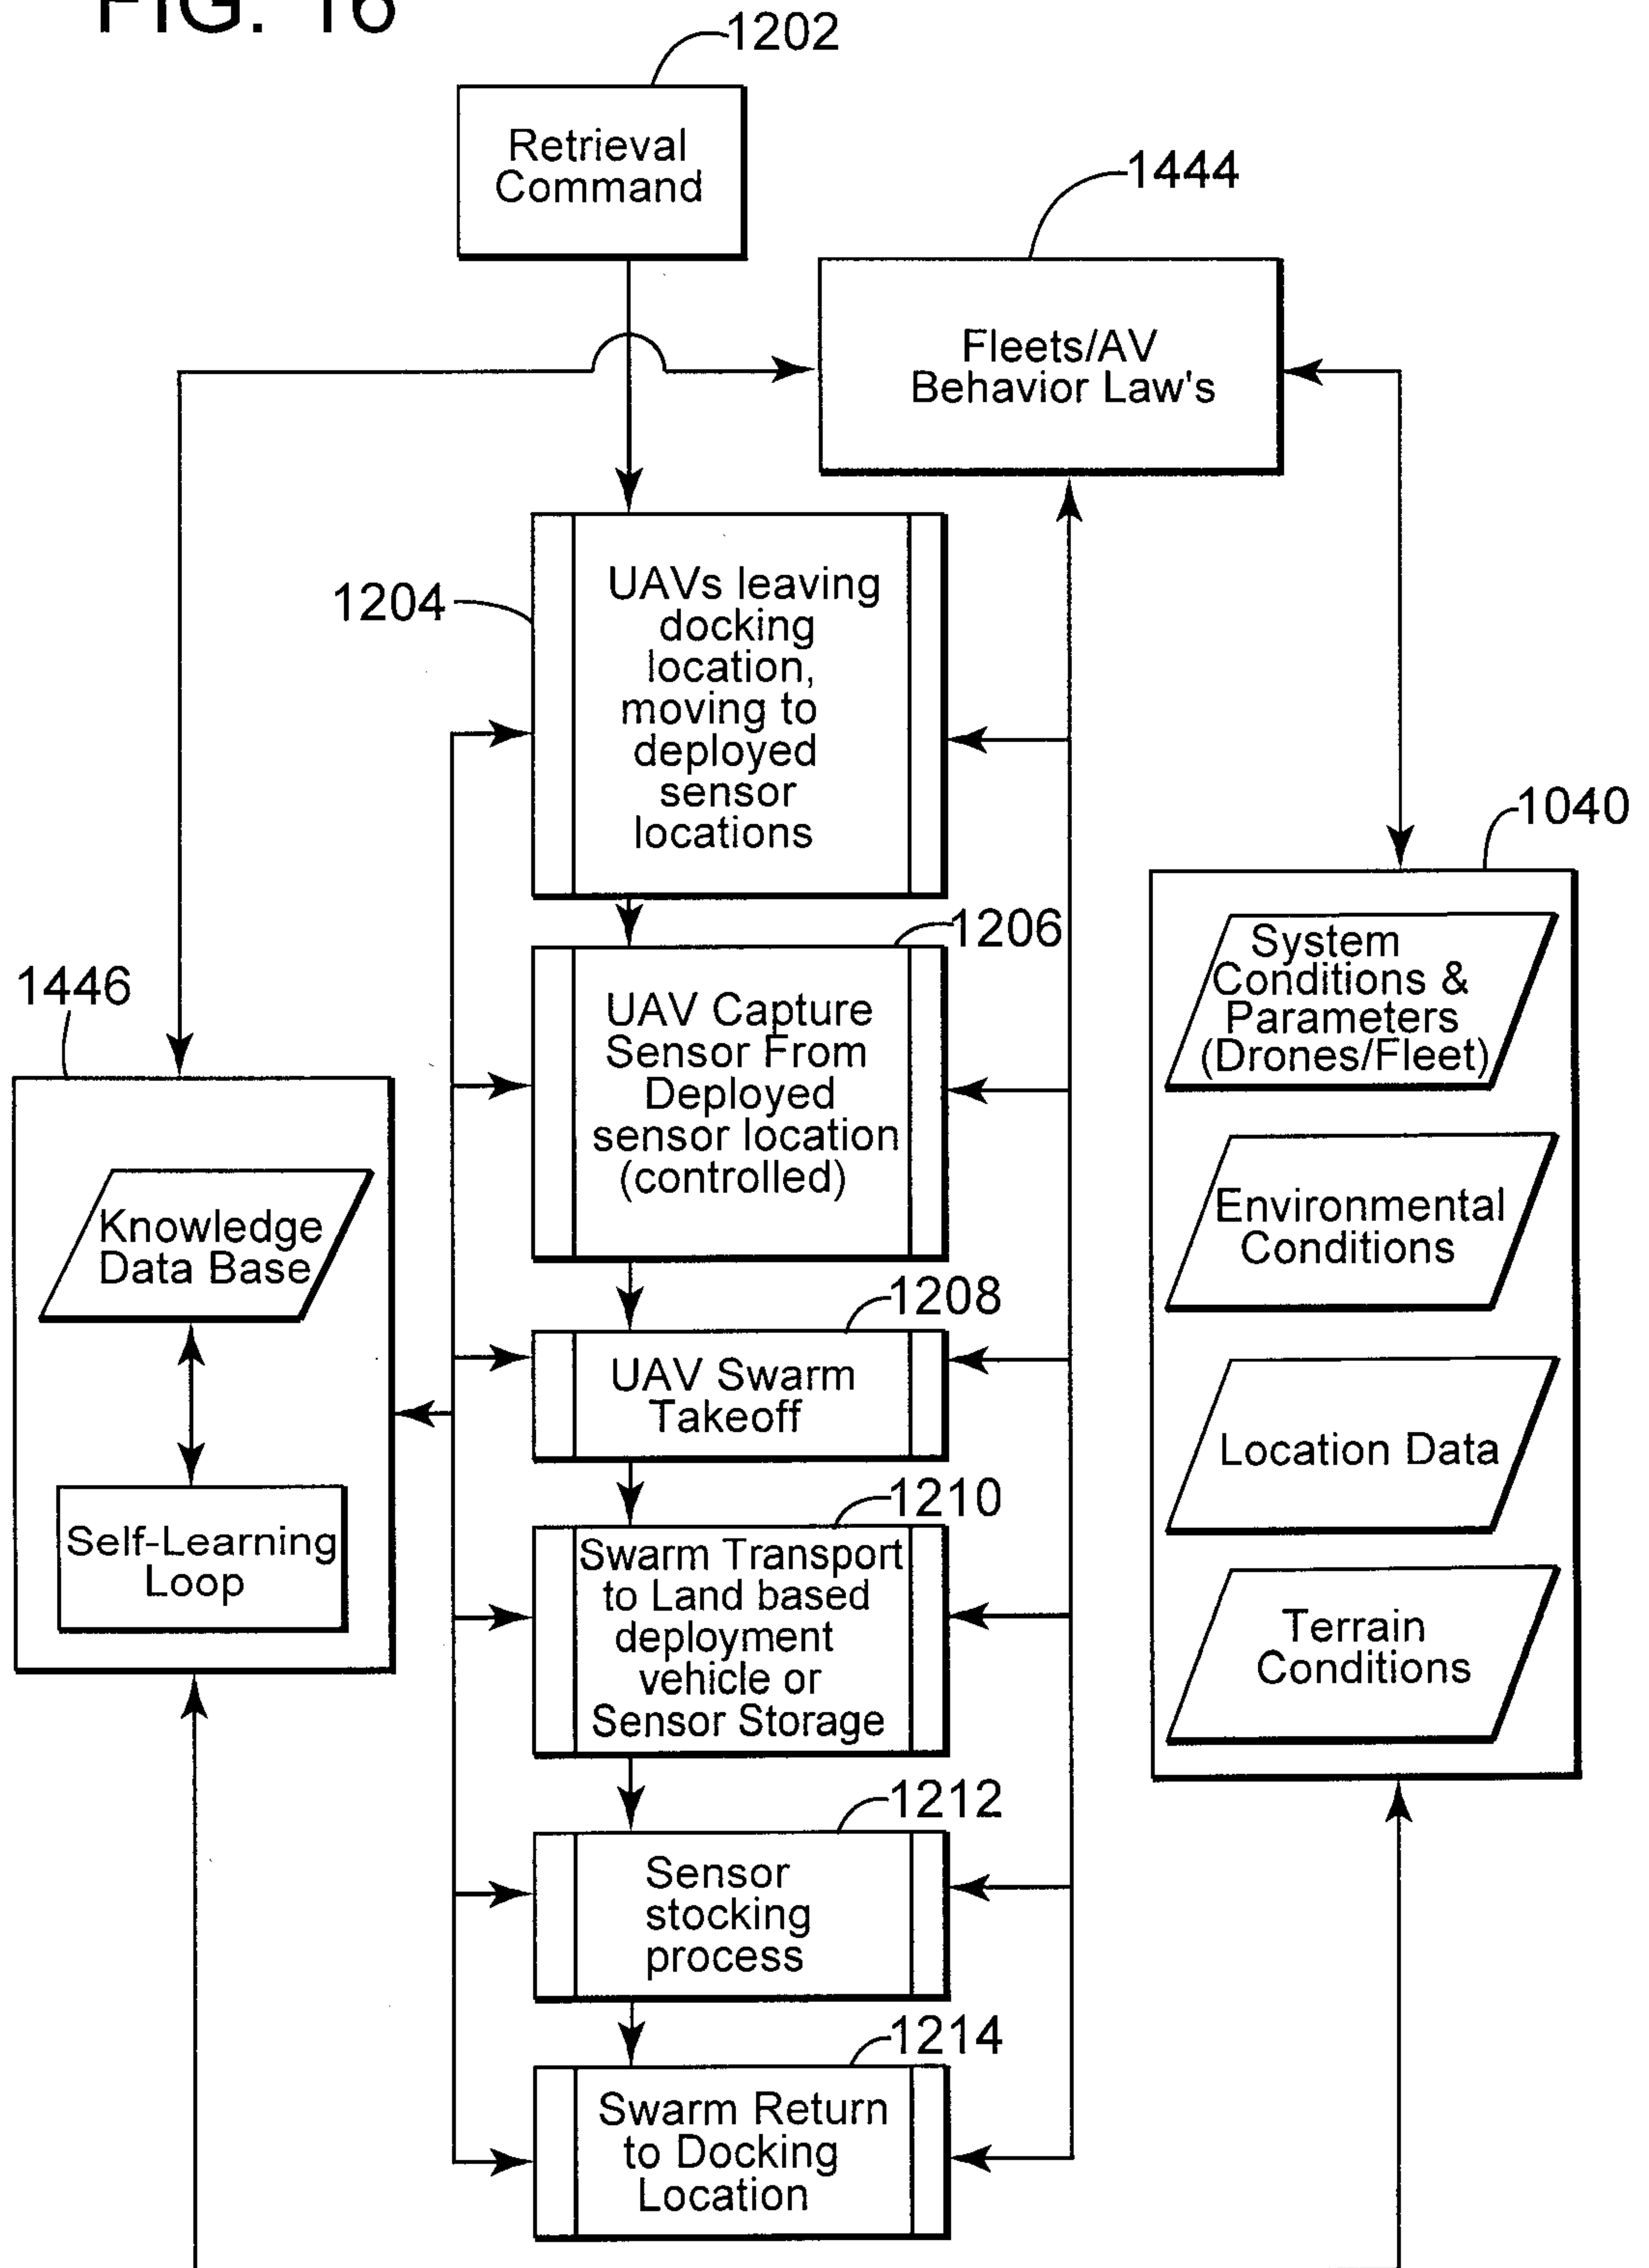 FIG. 16
1202
Retrieval
Command
1444
Fleets/AV
Behavior Law's
1204
UAVs leaving
docking
location,
moving to
deployed
sensor
locations
1040
System
Conditions &
Parameters
(Drones/Fleet)
1206
UAV Capture
Sensor From
Deployed
sensor location
(controlled)
1446
Knowledge
Data Base
Environmental
Conditions
1208
UAV Swarm
Takeoff
Location Data
Self-Learning
Loop
1210
Swarm Transport
to Land based
deployment
vehicle or
Sensor Storage
Terrain
Conditions
1212
Sensor
stocking
process
1214
Swarm Return
to Docking
Location